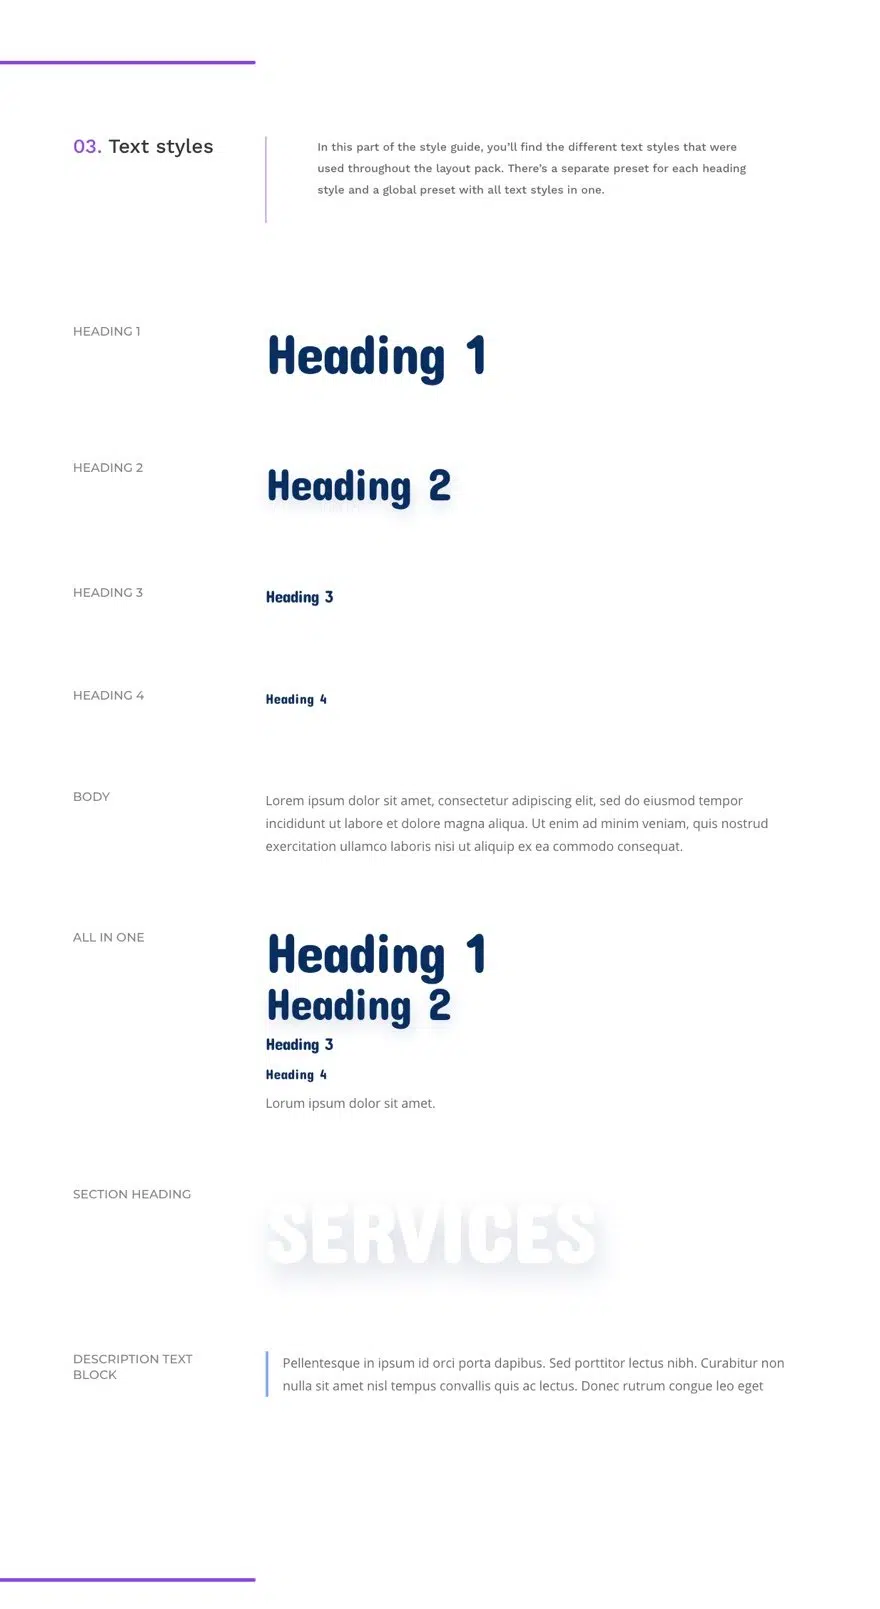 03. Text styles
In this part of the style guide, you’ll find the different text styles that were
used throughout the layout pack. There’s a separate preset for each heading
style and a global preset with all text styles in one.
HEADING 1
Heading 1
HEADING 2
Heading 2
HEADING 3
Heading 3
HEADING 4
Heading 4
BODY
Lorem ipsum dolor sit amet, consectetur adipiscing elit, sed do eiusmod tempor
incididunt ut labore et dolore magna aliqua. Ut enim ad minim veniam, quis nostrud
exercitation ullamco laboris nisi ut aliquip ex ea commodo consequat.
ALL IN ONE
Heading 1
Heading 2
Heading 3
Heading 4
Lorum ipsum dolor sit amet.
SECTION HEADING
SERVICES
DESCRIPTION TEXT
BLOCK
Pellentesque in ipsum id orci porta dapibus. Sed porttitor lectus nibh. Curabitur non
nulla sit amet nisl tempus convallis quis ac lectus. Donec rutrum congue leo eget